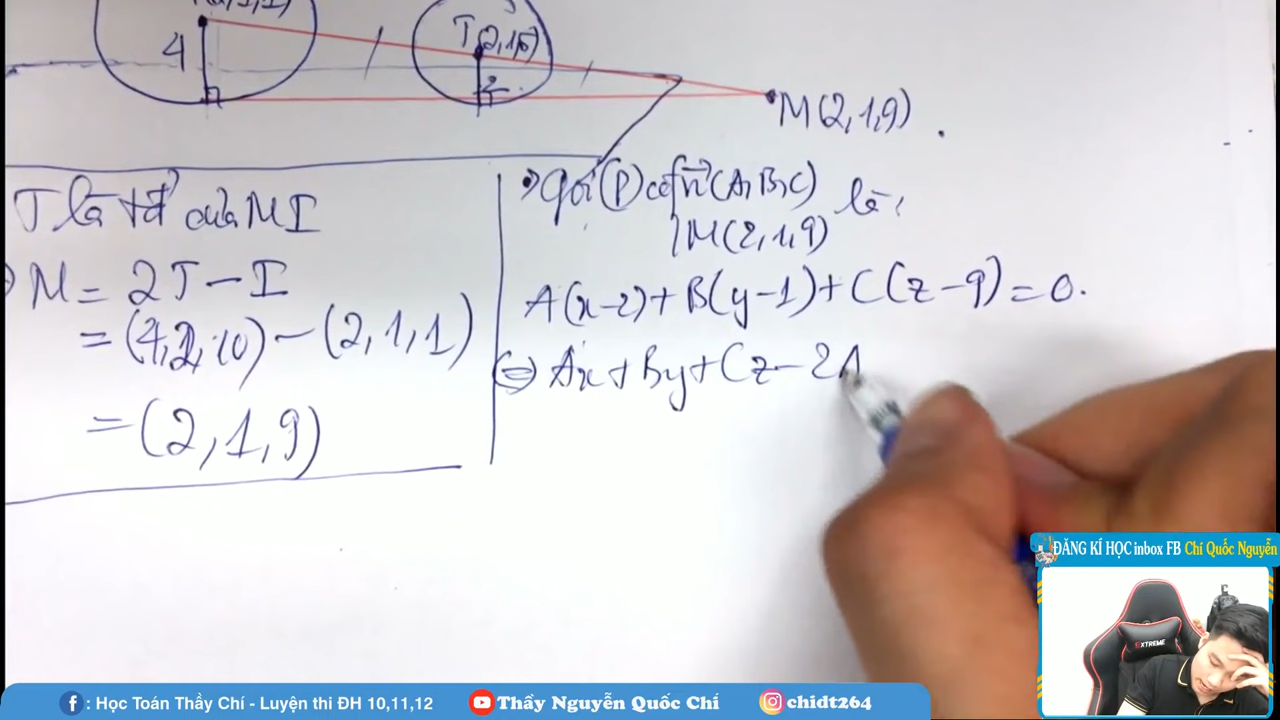 4
T(2,1,5)
2
M(2,1,9) .
T là tđ của MI
M = 2T - I
= (4,2,10) - (2,1,1)
= (2,1,9)
Gọi (P) có n(A,B,C) là:
M(2,1,9)
A(x-2) + B(y-1) + C(z-9) = 0.
(=) Ax + By + Cz - 2A
ĐĂNG KÍ HỌC inbox FB Chí Quốc Nguyễn
EXTREME
: Học Toán Thầy Chí - Luyện thi ĐH 10,11,12
Thầy Nguyễn Quốc Chí
chidt264